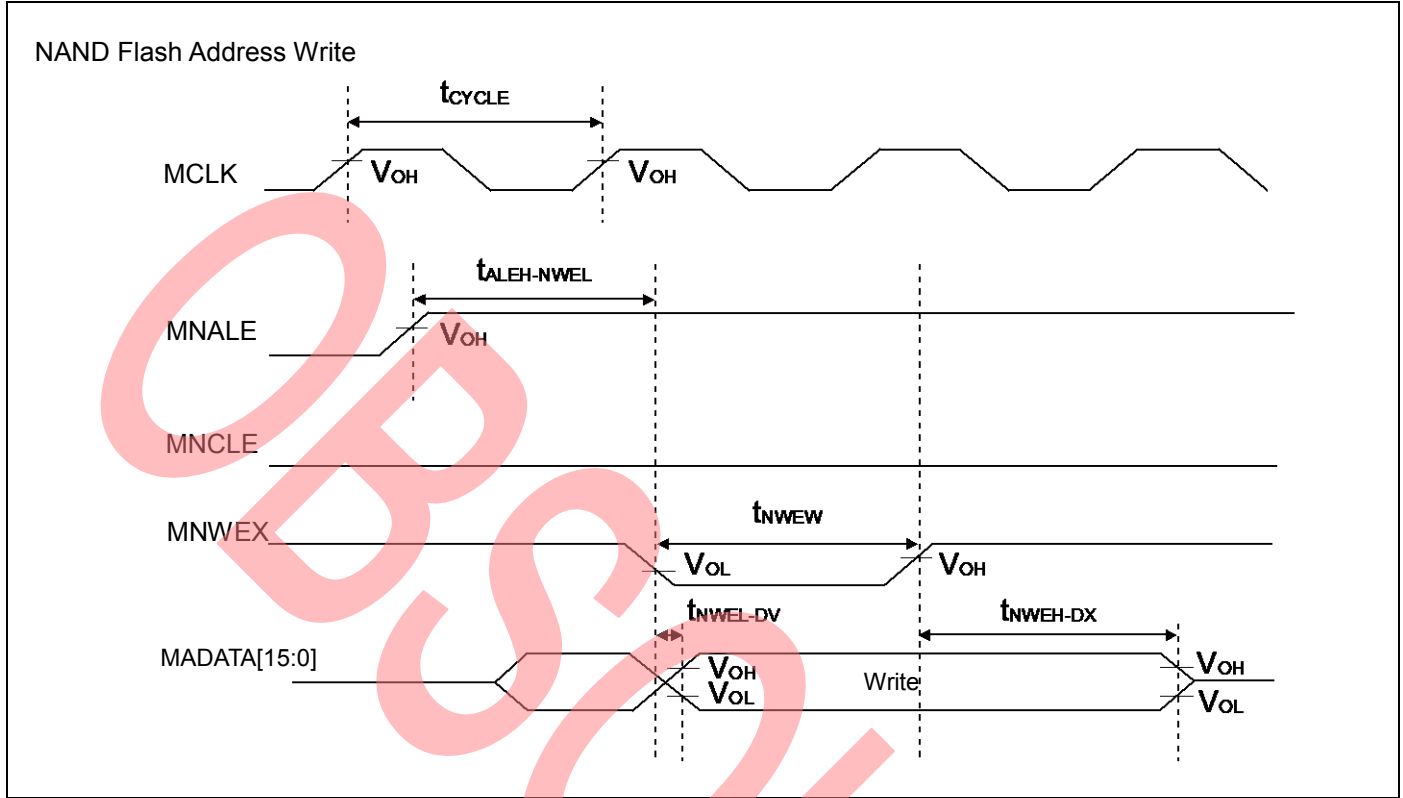 NAND Flash Address Write
tCYCLE
MCLK
VOH
VOH
tALEH-NWEL
MNALE
VOH
MNCLE
tNWEW
MNWEX
VOL
VOH
tNWEL-DV
tNWEH-DX
MADATA[15:0]
VOH
Write
VOH
VOL
VOL
OBSO